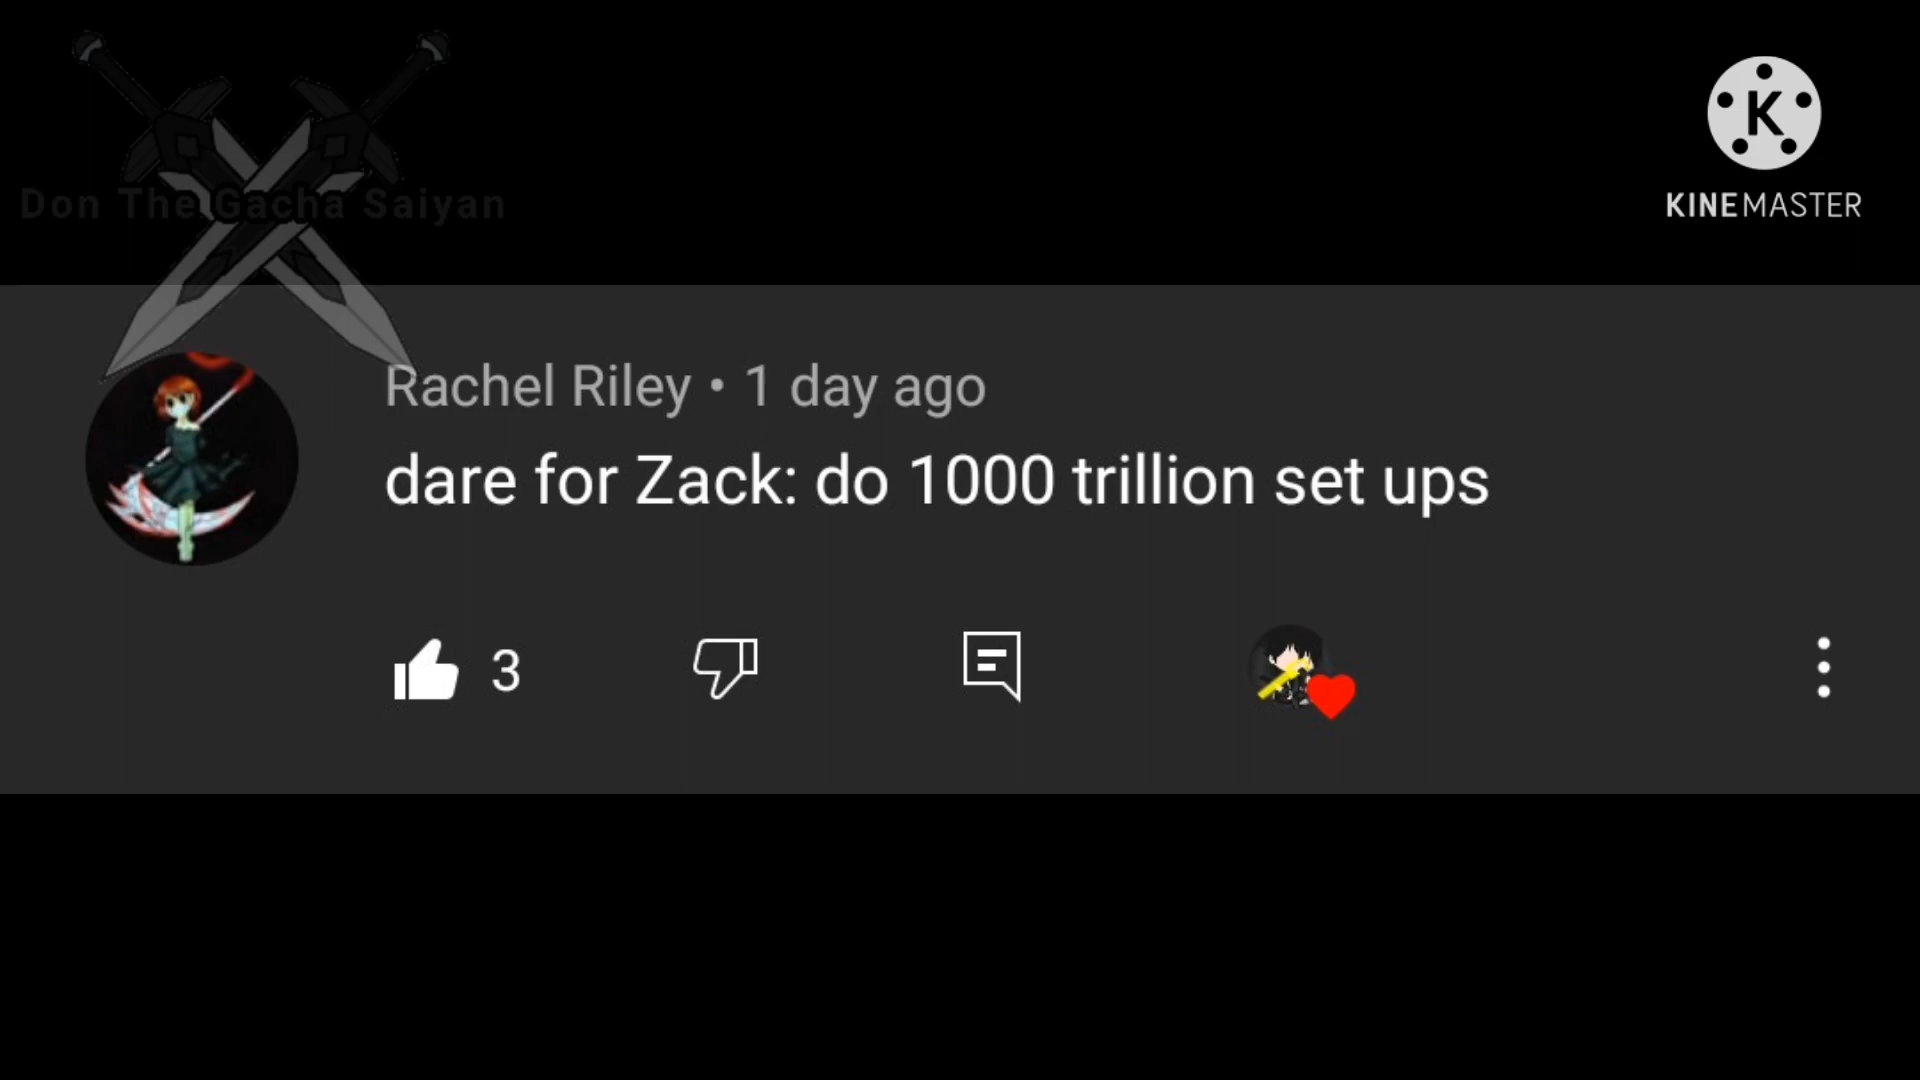 K
KINEMASTER
Don The Gacha Saiyan
Rachel Riley • 1 day ago
dare for Zack: do 1000 trillion set ups
3